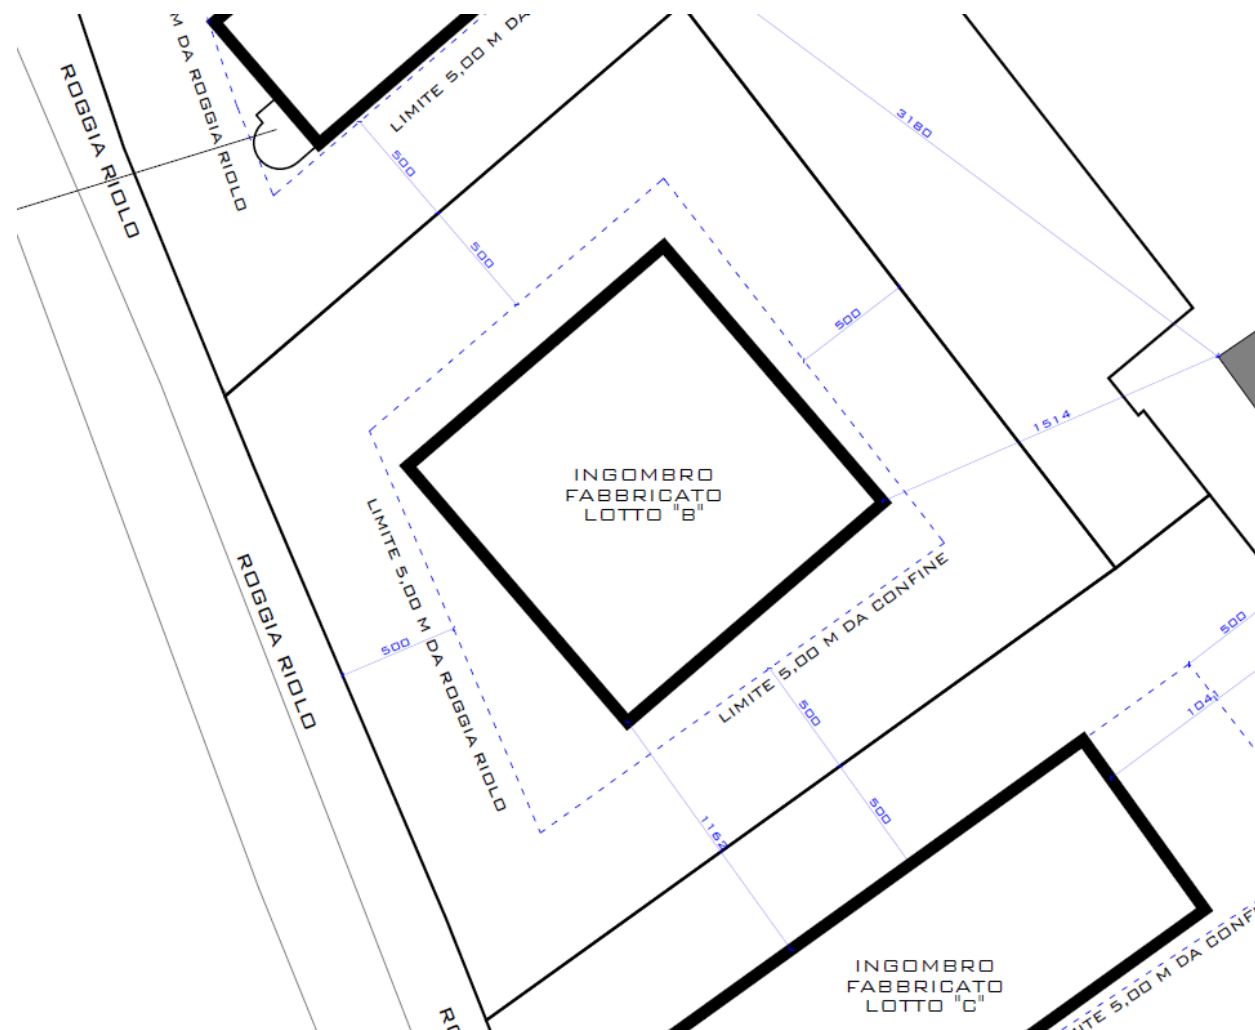 M DA ROGGIA RIOLO
LIMITE 5,00 M DA
ROGGIA RIOLO
3180
500
500
500
1514
INGOMBRO
FABBRICATO
LOTTO "B"
LIMITE 5,00 M DA ROGGIA RIOLO
ROGGIA RIOLO
500
LIMITE 5,00 M DA CONFINE
500
500
1041
500
1162
500
INGOMBRO
FABBRICATO
LOTTO "C"
5,00 M DA